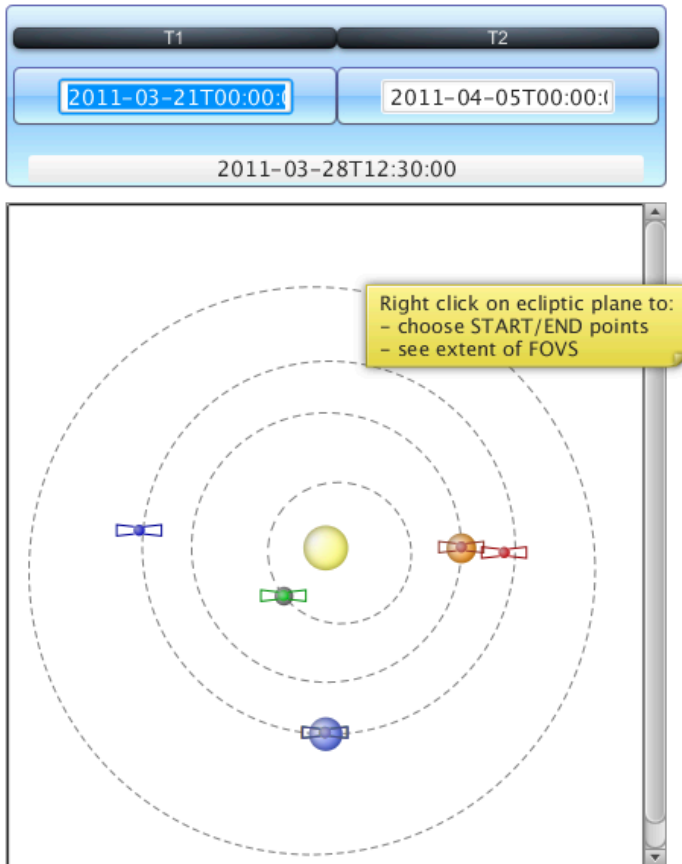 T1
T2
2011-03-21T00:00:0
2011-04-05T00:00:0
2011-03-28T12:30:00
Right click on ecliptic plane to:
- choose START/END points
- see extent of FOVS